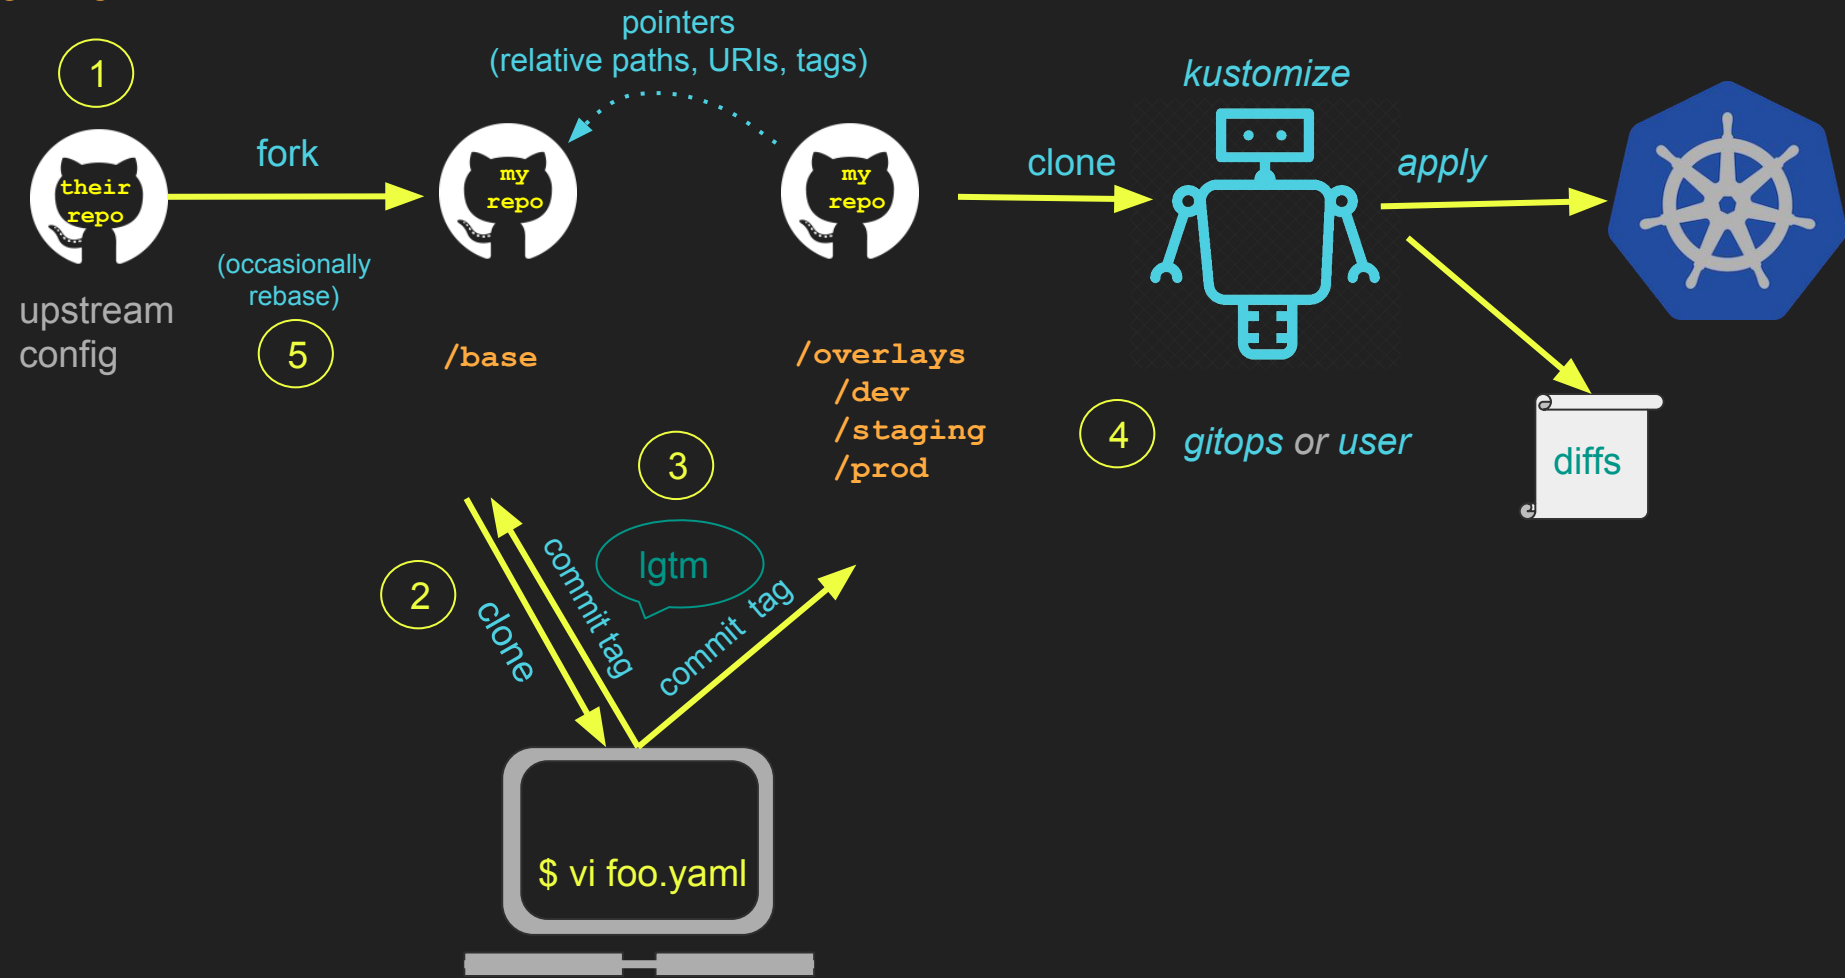 pointers
(relative paths, URIs, tags)
1
kustomize
fork
clone
apply
their
repo
my
repo
my
repo
(occasionally
rebase)
upstream
config
5
/base
/overlays
/dev
/staging
/prod
4
gitops or user
diffs
3
lgtm
2
clone
commit tag
commit tag
$ vi foo.yaml